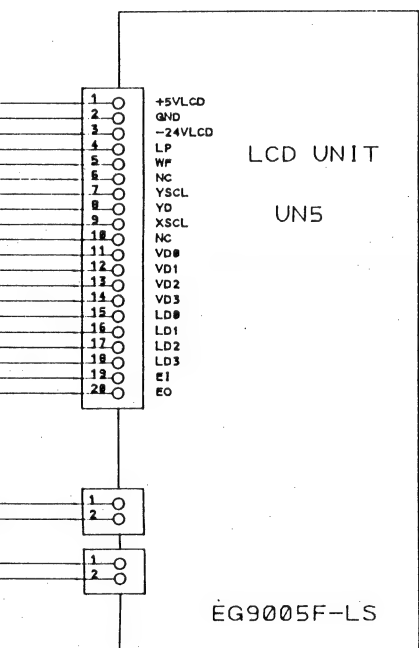 1 +5VLCD
2 GND
3 -24VLCD
4 LP
5 WF
6 NC
7 YSCL
8 YD
9 XSCL
10 NC
11 VD0
12 VD1
13 VD2
14 VD3
15 LD0
16 LD1
17 LD2
18 LD3
19 EI
20 EO
LCD UNIT
UN5
1
2
1
2
EG9005F-LS